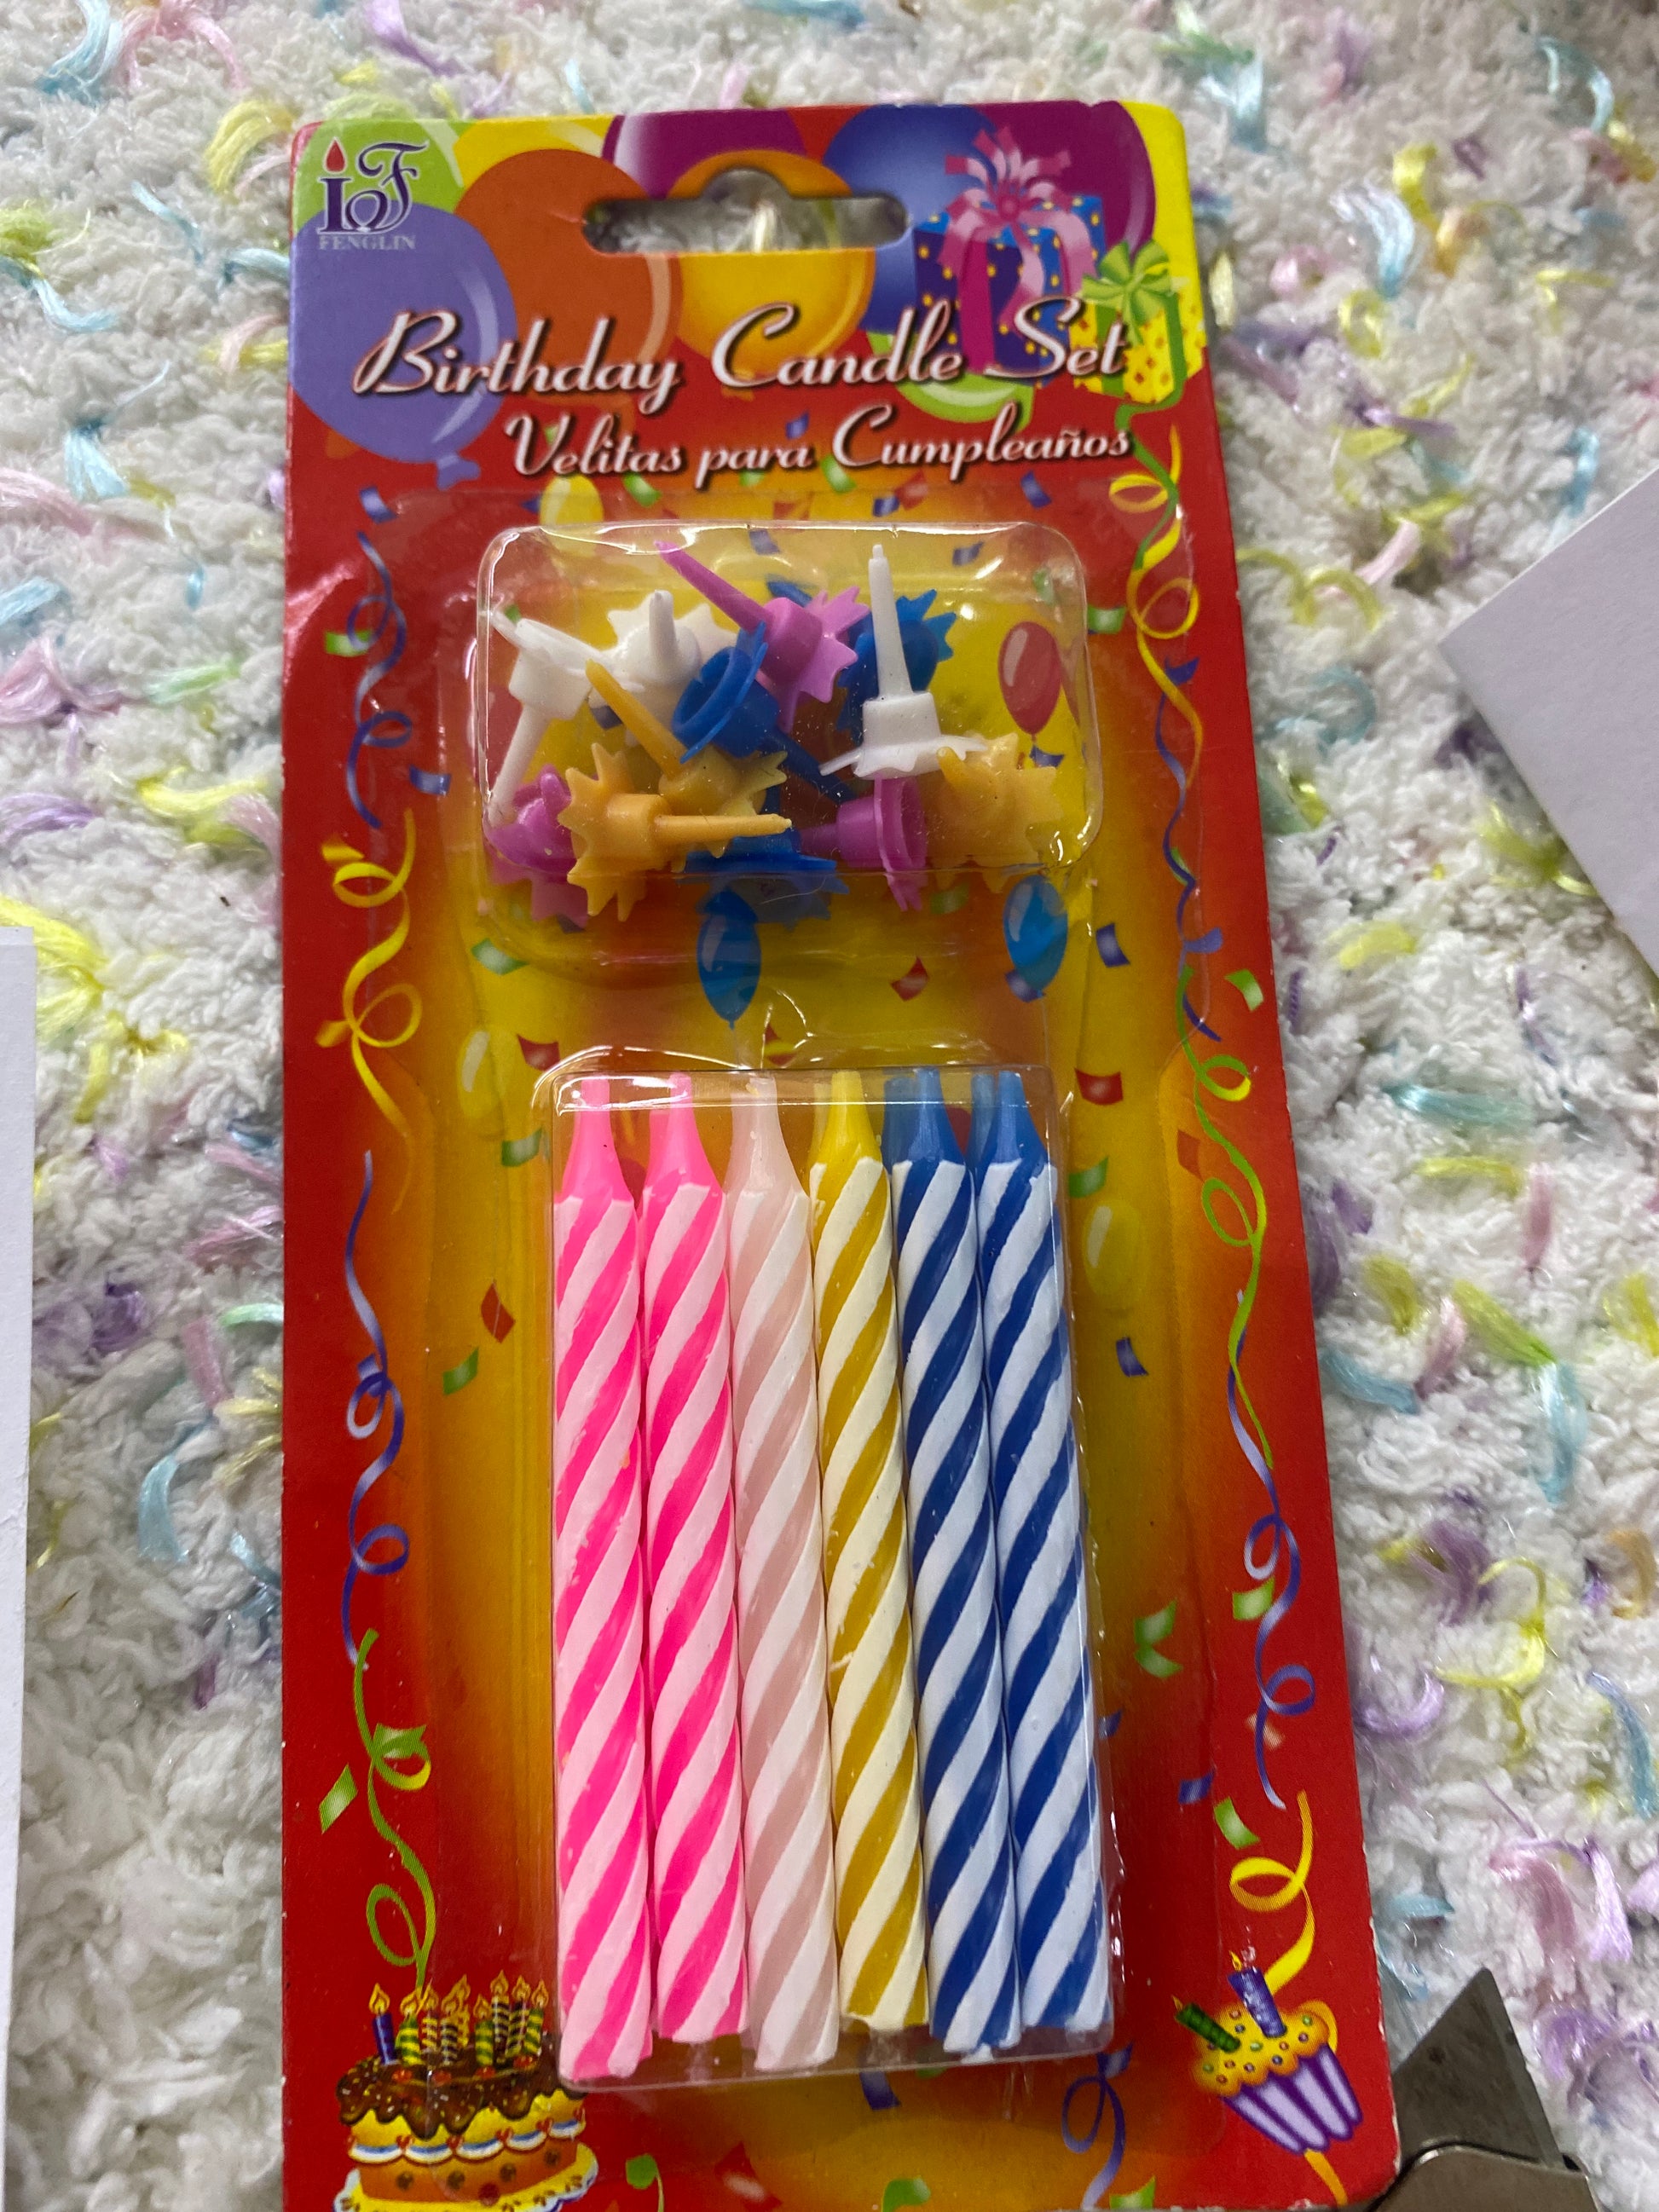 FENGLIN
Birthday Candle Set
Velitas para Cumpleaños